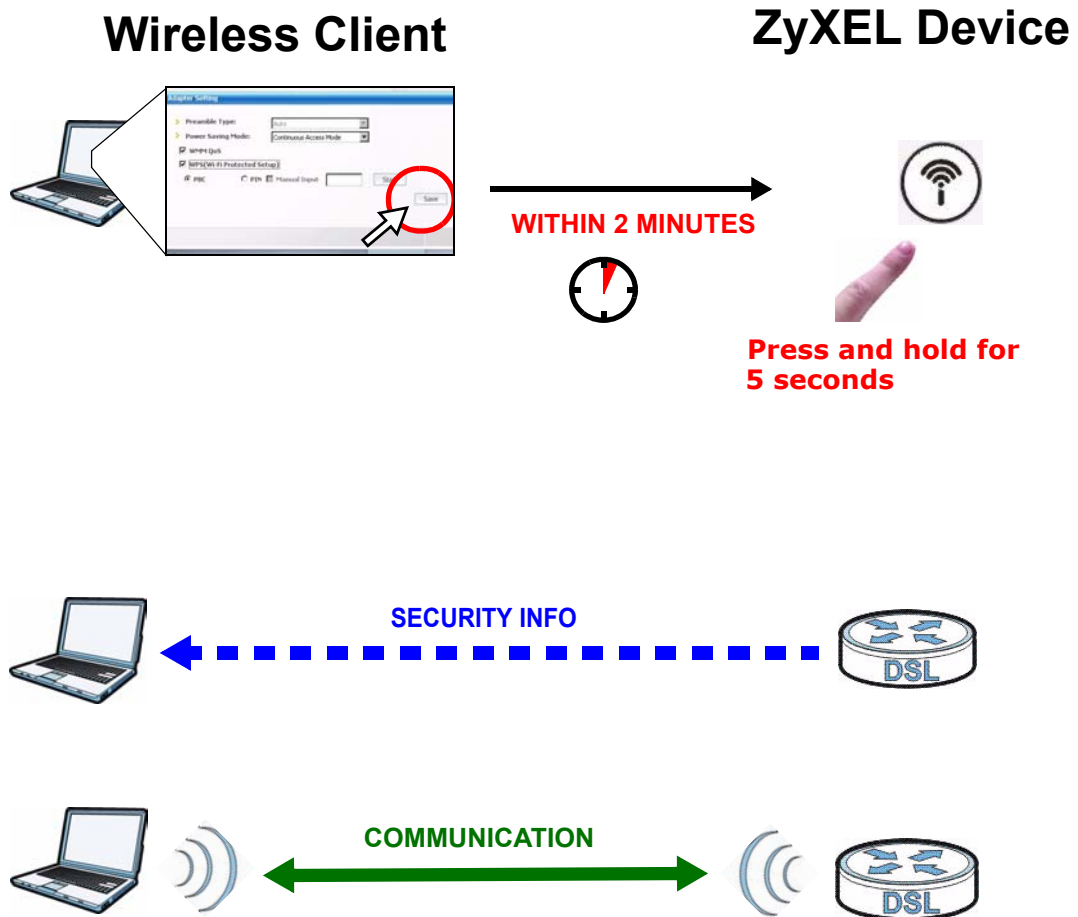 Wireless Client
ZyXEL Device
Adapter Setting
Preamble Type: Auto
Power Saving Mode: Continuous Access Mode
WMM QoS
WPS(Wi-Fi Protected Setup)
PBC PIN Manual Input
Save
WITHIN 2 MINUTES
Press and hold for
5 seconds
SECURITY INFO
DSL
COMMUNICATION
DSL